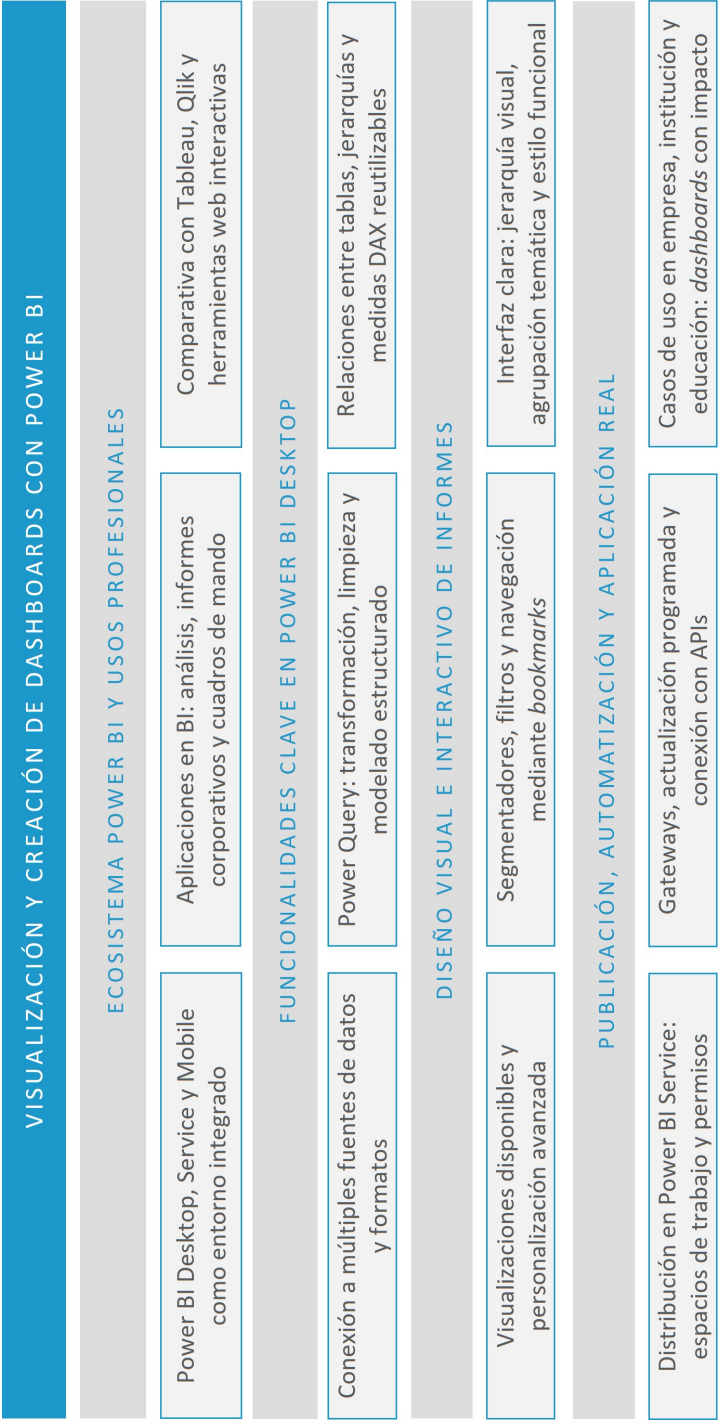 VISUALIZACIÓN Y CREACIÓN DE DASHBOARDS CON POWER BI
ECOSISTEMA POWER BI Y USOS PROFESIONALES
Power BI Desktop, Service y Mobile
como entorno integrado
Aplicaciones en BI: análisis, informes
corporativos y cuadros de mando
Comparativa con Tableau, Qlik y
herramientas web interactivas
FUNCIONALIDADES CLAVE EN POWER BI DESKTOP
Conexión a múltiples fuentes de datos
y formatos
Power Query: transformación, limpieza y
modelado estructurado
Relaciones entre tablas, jerarquías y
medidas DAX reutilizables
DISEÑO VISUAL E INTERACTIVO DE INFORMES
Visualizaciones disponibles y
personalización avanzada
Segmentadores, filtros y navegación
mediante bookmarks
Interfaz clara: jerarquía visual,
agrupación temática y estilo funcional
PUBLICACIÓN, AUTOMATIZACIÓN Y APLICACIÓN REAL
Distribución en Power BI Service:
espacios de trabajo y permisos
Gateways, actualización programada y
conexión con APIs
Casos de uso en empresa, institución y
educación: dashboards con impacto